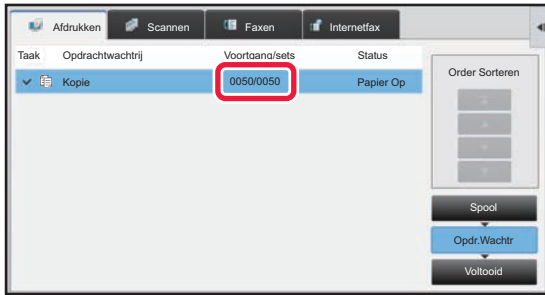 Afdrukken Scannen Faxen Internetfax
Taak Opdrachtwachtrij Voortgang/sets Status
Kopie 0050/0050 Papier Op
Order Sorteren
Spool
Opdr.Wachtr
Voltooid